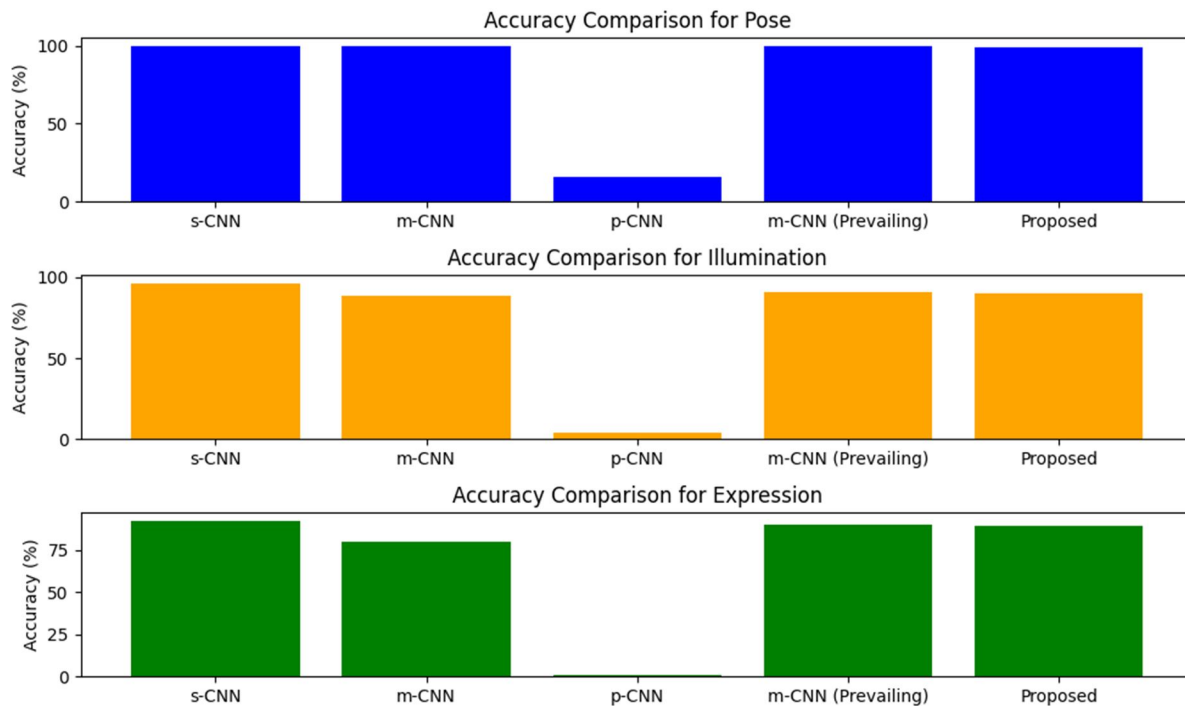 Accuracy Comparison for Pose
Accuracy (%)
100
50
0
s-CNN m-CNN p-CNN m-CNN (Prevailing) Proposed
Accuracy Comparison for Illumination
Accuracy (%)
100
50
0
s-CNN m-CNN p-CNN m-CNN (Prevailing) Proposed
Accuracy Comparison for Expression
Accuracy (%)
75
50
25
0
s-CNN m-CNN p-CNN m-CNN (Prevailing) Proposed